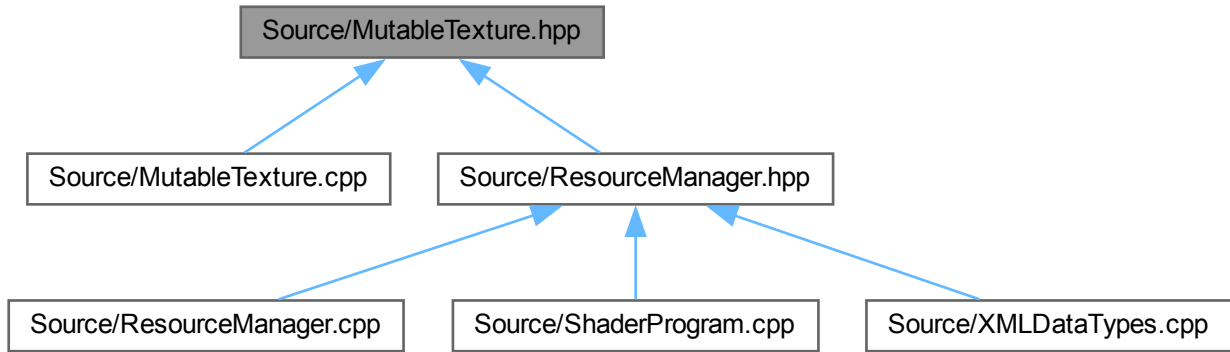 Source/MutableTexture.hpp
Source/MutableTexture.cpp
Source/ResourceManager.hpp
Source/ResourceManager.cpp
Source/ShaderProgram.cpp
Source/XMLDataTypes.cpp